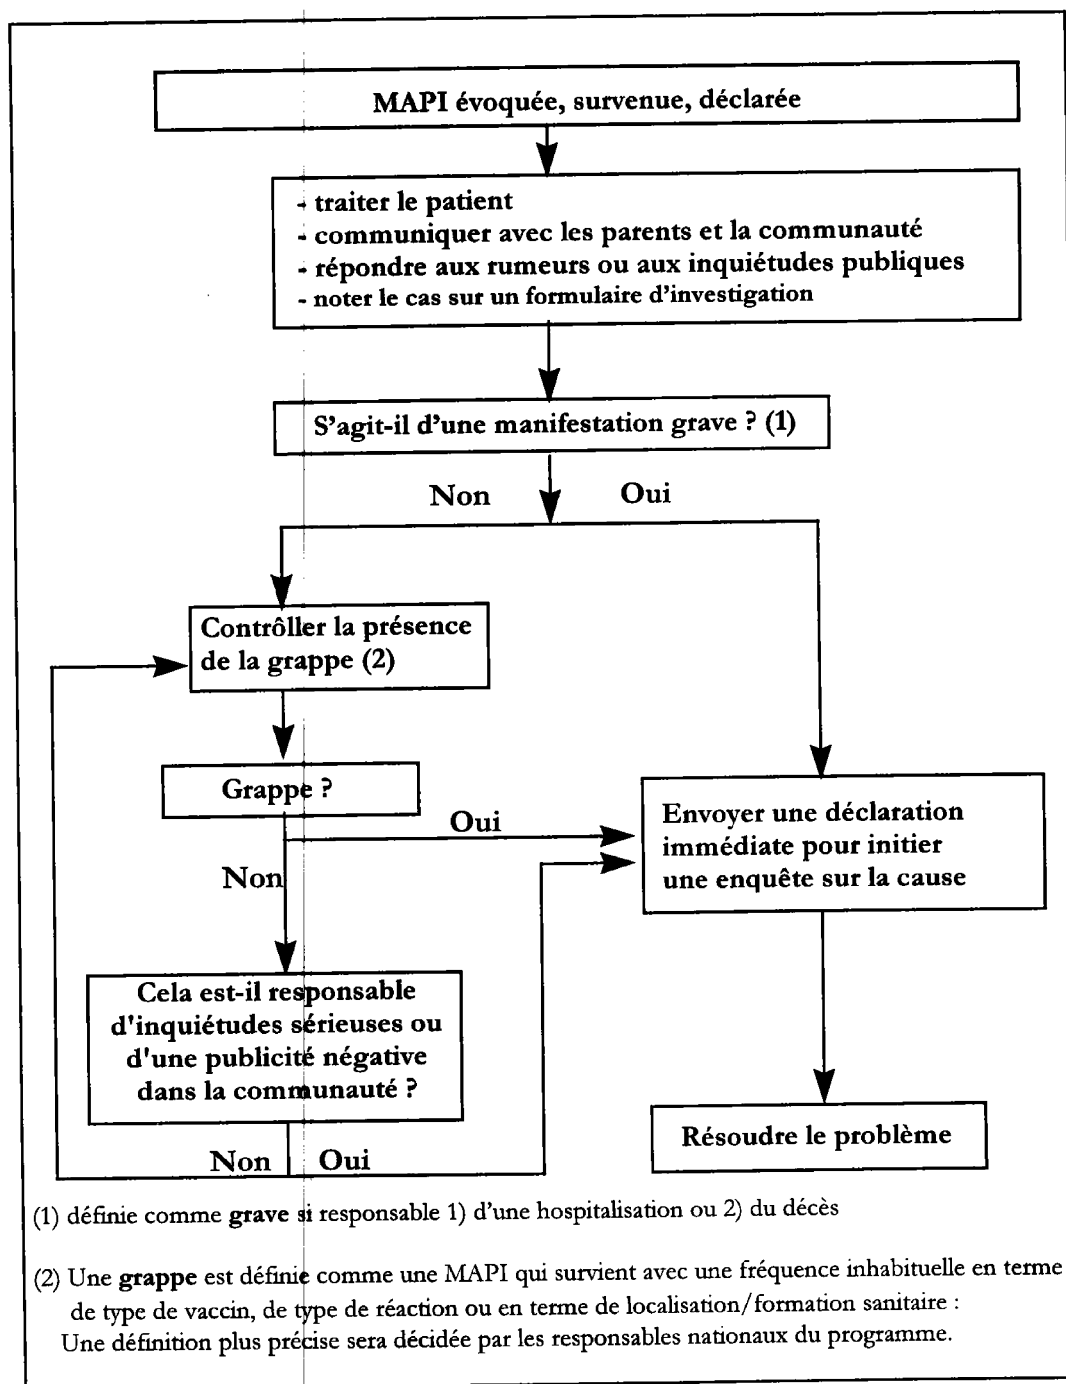 MAPI évoquée, survenue, déclarée
- traiter le patient
- communiquer avec les parents et la communauté
- répondre aux rumeurs ou aux inquiétudes publiques
- noter le cas sur un formulaire d'investigation
S'agit-il d'une manifestation grave ? (1)
Non
Oui
Contrôller la présence
de la grappe (2)
Grappe ?
Oui
Non
Envoyer une déclaration
immédiate pour initier
une enquête sur la cause
Cela est-il responsable
d'inquiétudes sérieuses ou
d'une publicité négative
dans la communauté ?
Non
Oui
Résoudre le problème
(1) définie comme grave si responsable 1) d'une hospitalisation ou 2) du décès
(2) Une grappe est définie comme une MAPI qui survient avec une fréquence inhabituelle en terme
de type de vaccin, de type de réaction ou en terme de localisation/formation sanitaire :
Une définition plus précise sera décidée par les responsables nationaux du programme.